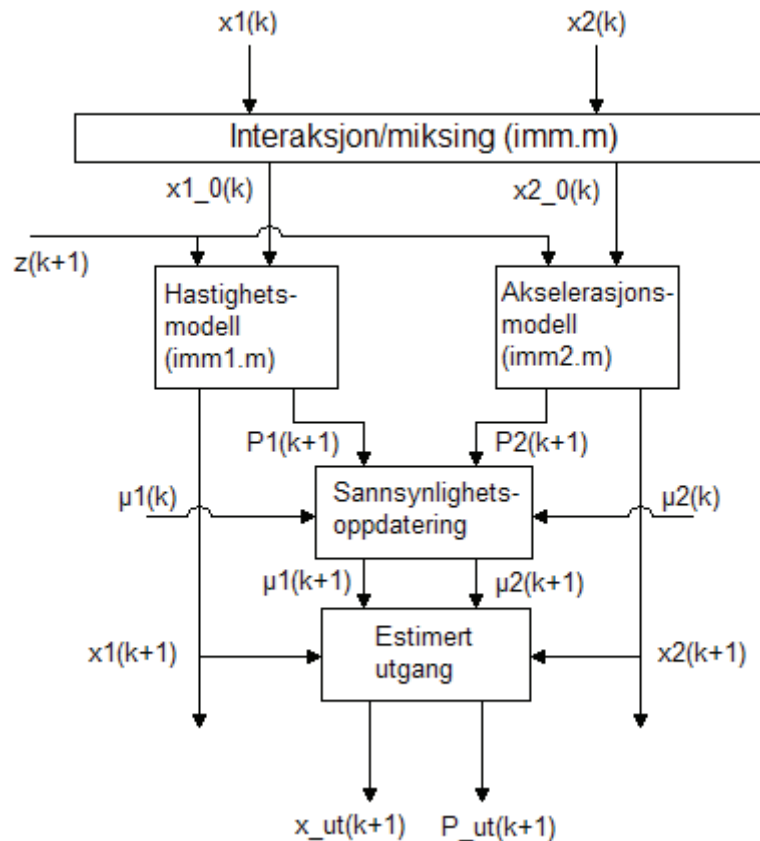 x1(k)
x2(k)
Interaksjon/miksing (imm.m)
x1_0(k)
x2_0(k)
z(k+1)
Hastighets-
modell
(imm1.m)
Akselerasjons-
modell
(imm2.m)
P1(k+1)
P2(k+1)
µ1(k)
Sannsynlighets-
oppdatering
µ2(k)
µ1(k+1)
µ2(k+1)
x1(k+1)
Estimert
utgang
x2(k+1)
x_ut(k+1)
P_ut(k+1)